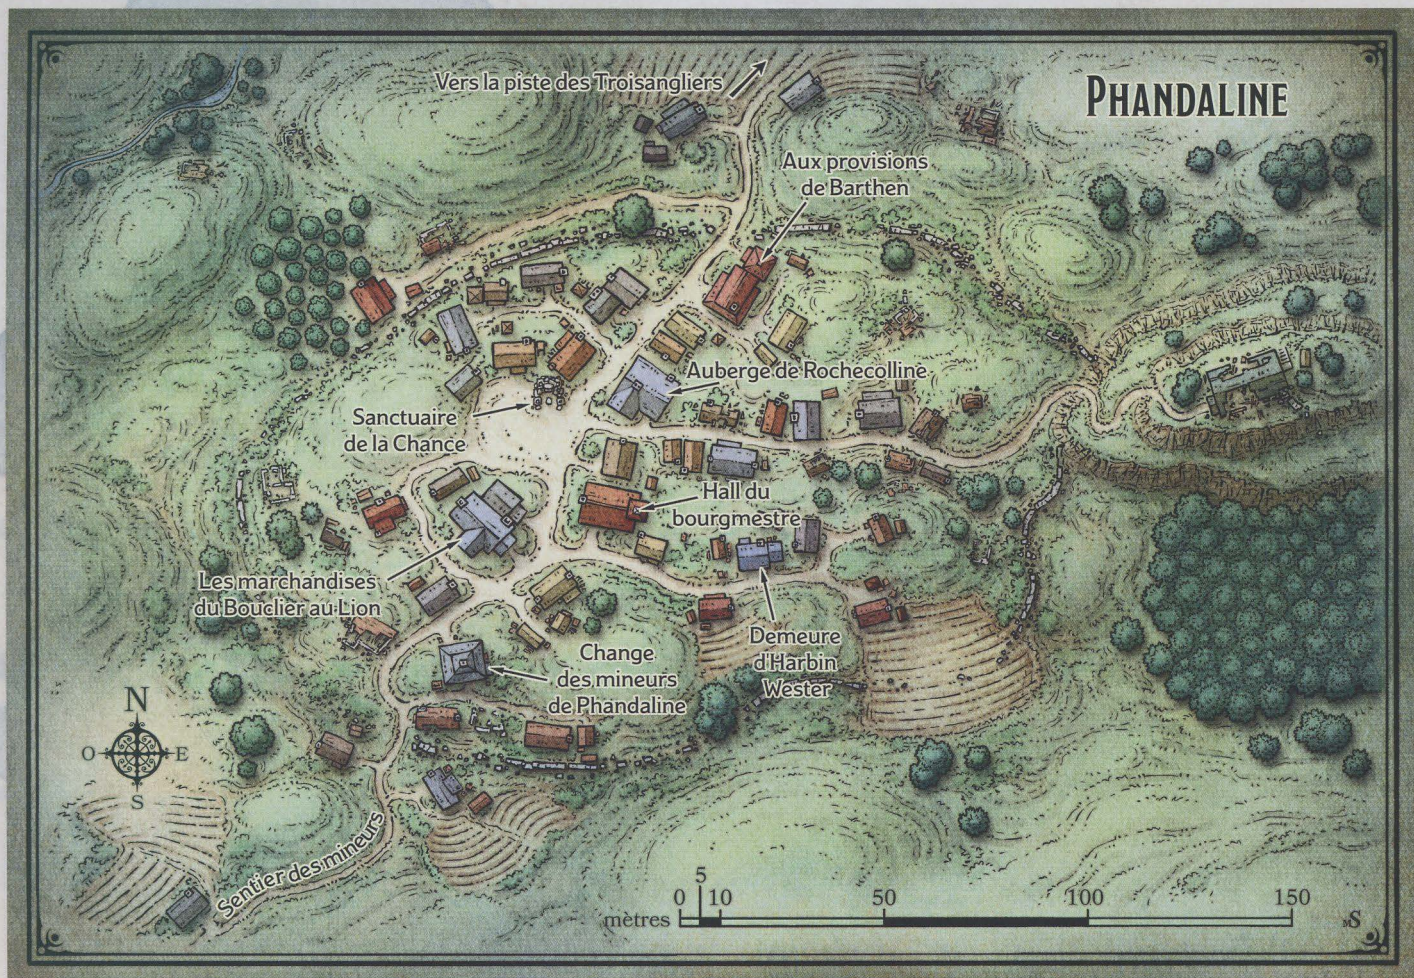 Vers la piste des Troisangliers
PHANDALINE
Aux provisions
de Barthen
Auberge de Rochecolline
Sanctuaire
de la Chance
Hall du
bourgmestre
Les marchandises
du Bouclier au Lion
Demeure
d'Harbin
Wester
Change
des mineurs
de Phandaline
N
O E
S
Sentier des mineurs
5
0 10 50 100 150
mètres